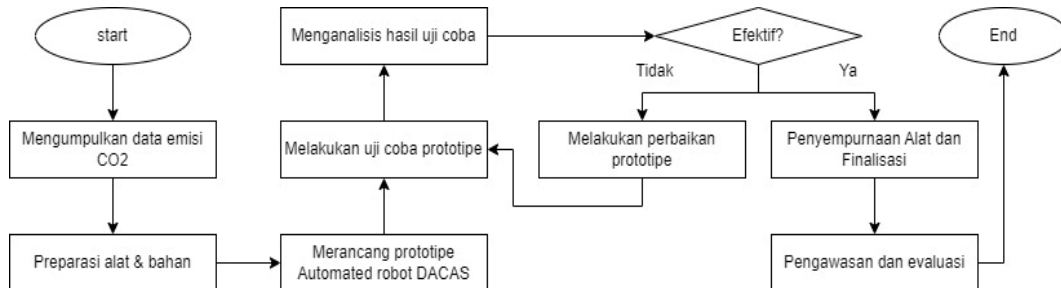 start
Mengumpulkan data emisi
CO2
Preparasi alat & bahan
Merancang prototipe
Automated robot DACAS
Melakukan uji coba prototipe
Menganalisis hasil uji coba
Efektif?
Tidak
Ya
Melakukan perbaikan
prototipe
Penyempurnaan Alat dan
Finalisasi
Pengawasan dan evaluasi
End